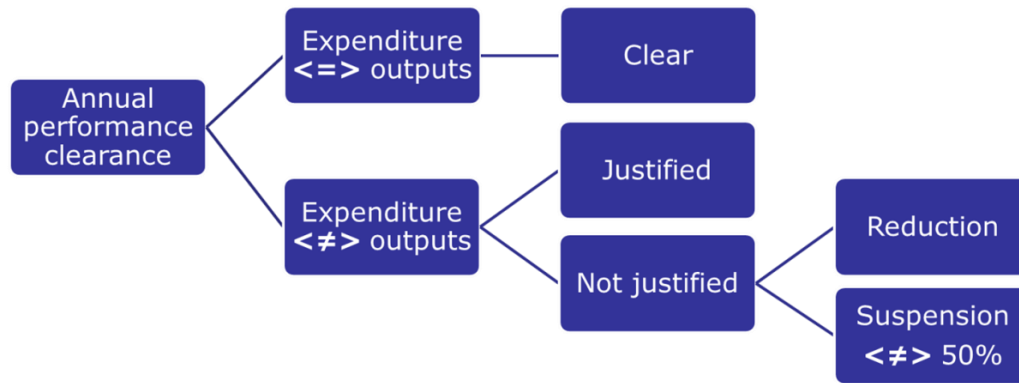 Annual
performance
clearance
Expenditure
<=> outputs
Clear
Expenditure
<≠> outputs
Justified
Not justified
Reduction
Suspension
<≠> 50%